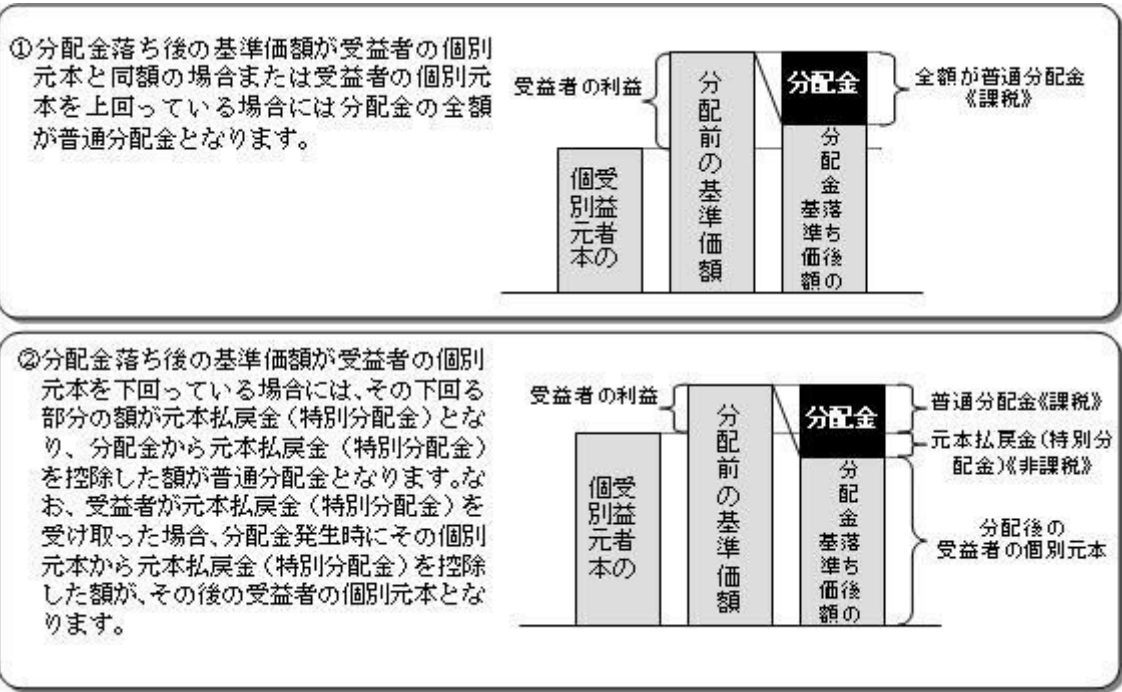 ①分配金落ち後の基準価額が受益者の個別
元本と同額の場合または受益者の個別元
本を上回っている場合には分配金の全額
が普通分配金となります。
受益者の利益
受益者の
個別元本
分配前の基準価額
分配金
分配金落ち後の
基準価額
全額が普通分配金
《課税》
②分配金落ち後の基準価額が受益者の個別
元本を下回っている場合には、その下回る
部分の額が元本払戻金(特別分配金)とな
り、分配金から元本払戻金(特別分配金)
を控除した額が普通分配金となります。な
お、受益者が元本払戻金(特別分配金)を
受け取った場合、分配金発生時にその個別
元本から元本払戻金(特別分配金)を控除
した額が、その後の受益者の個別元本とな
ります。
受益者の利益
受益者の
個別元本
分配前の基準価額
分配金
分配金落ち後の
基準価額
普通分配金《課税》
元本払戻金(特別分
配金)《非課税》
分配後の
受益者の個別元本